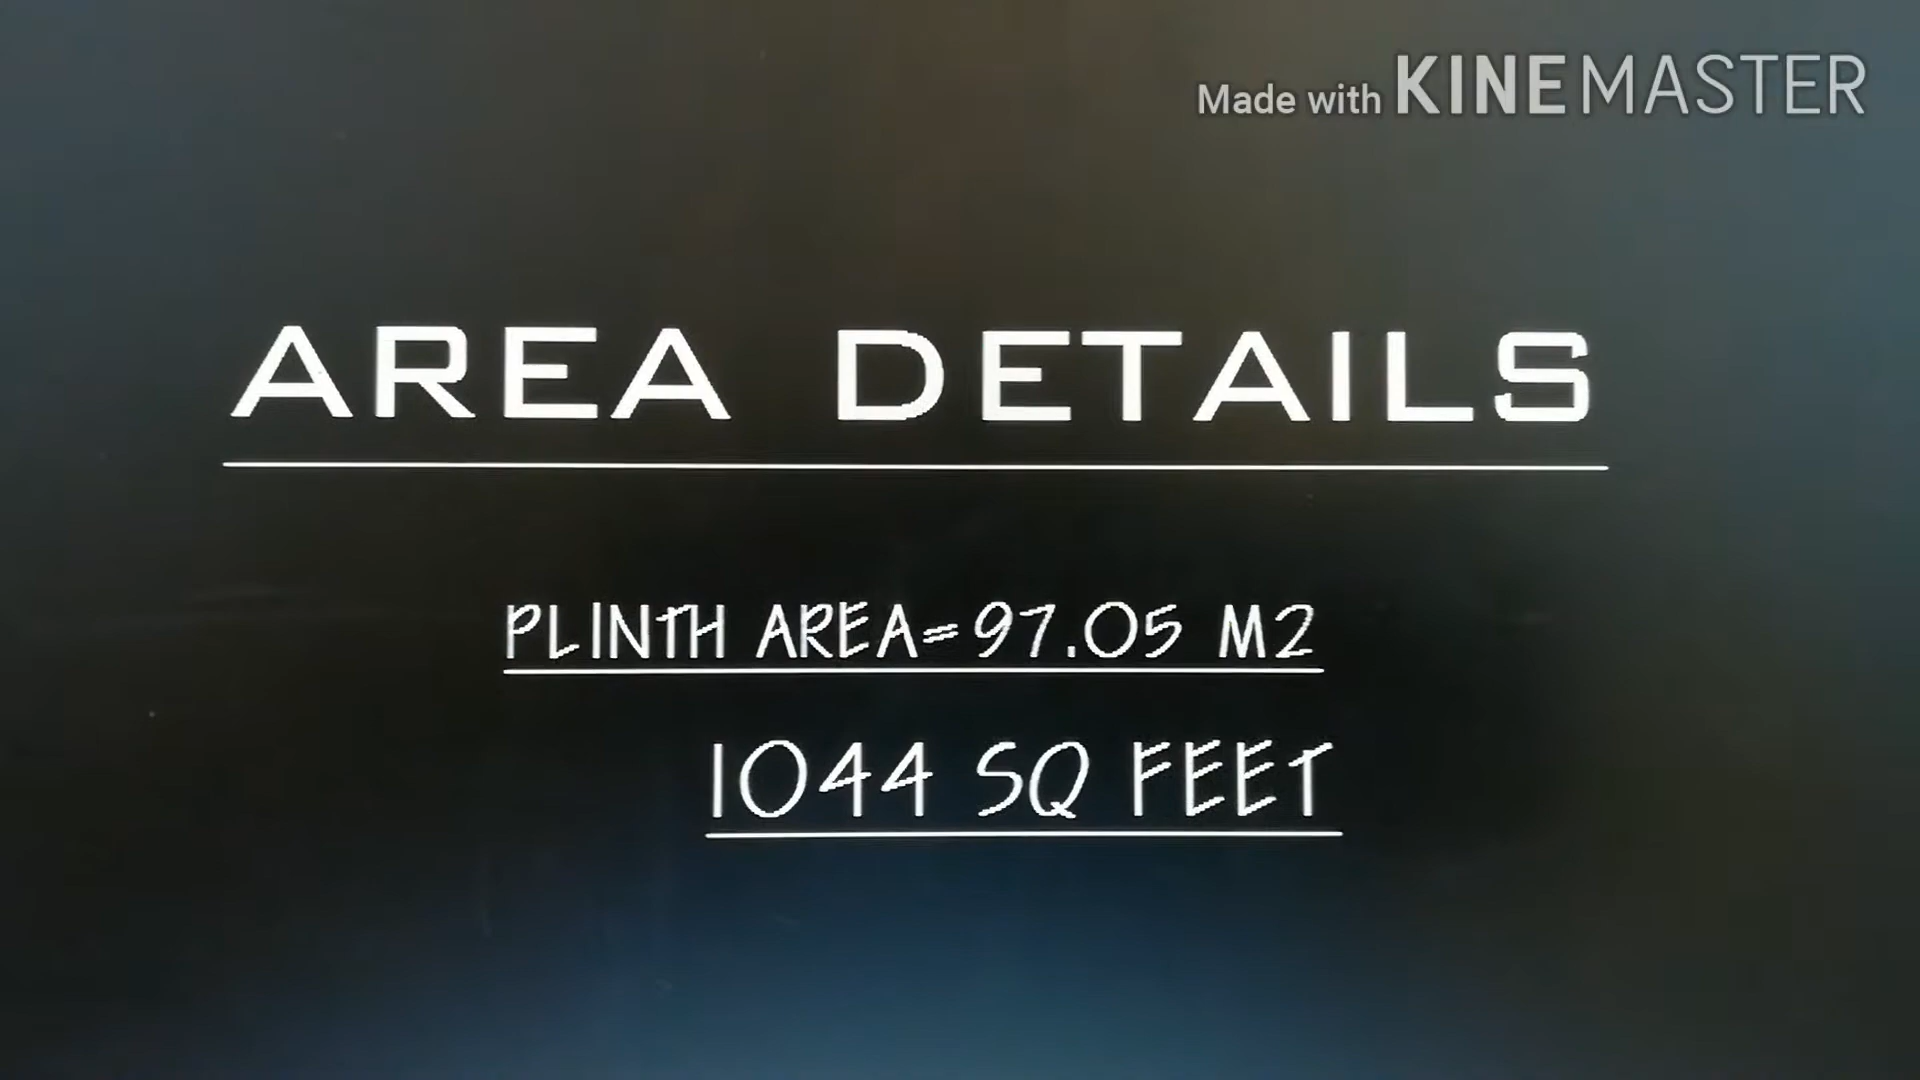 Made with KINEMASTER
AREA DETAILS
PLINTH AREA=97.05 M2
1044 SQ FEET